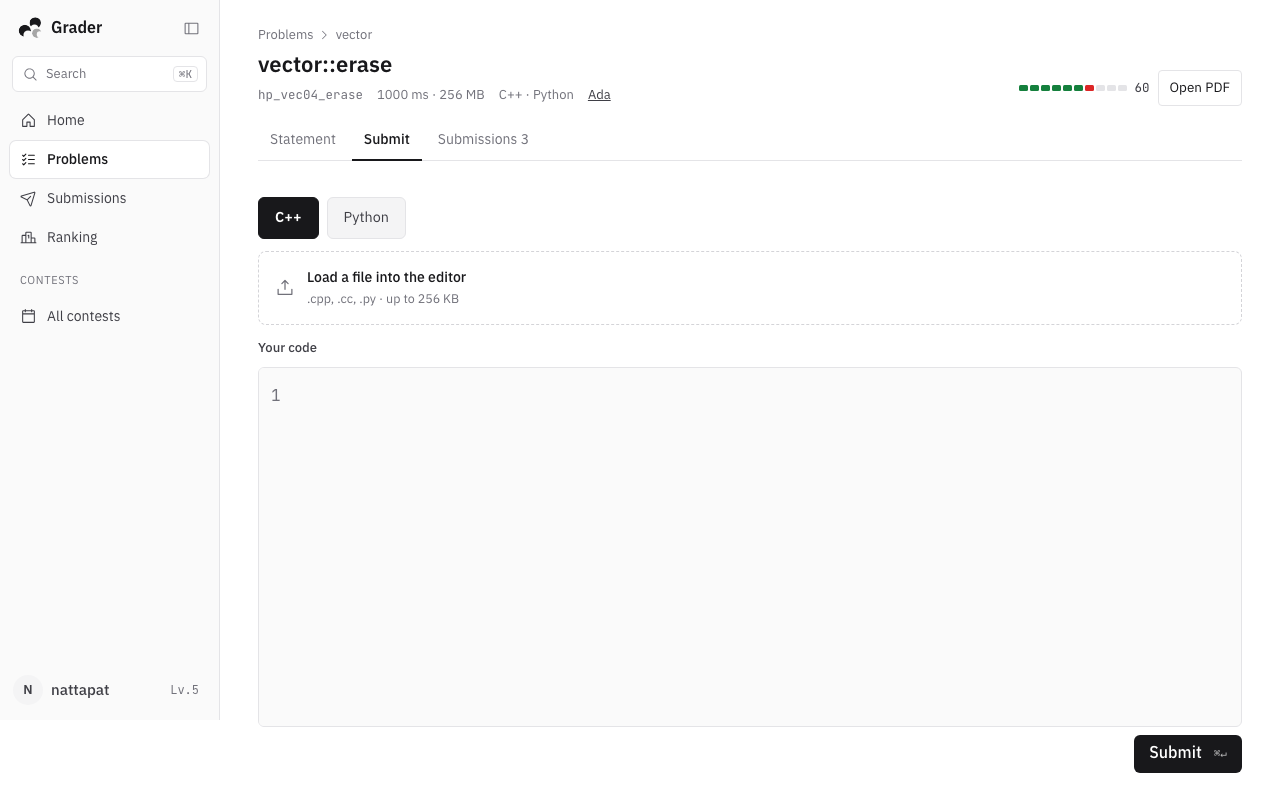 Grader
Search ⌘K
Home
Problems
Submissions
Ranking
CONTESTS
All contests
N nattapat Lv.5
Problems > vector
vector::erase
hp_vec04_erase 1000 ms · 256 MB C++ · Python Ada
60 Open PDF
Statement Submit Submissions 3
C++ Python
Load a file into the editor
.cpp, .cc, .py · up to 256 KB
Your code
1
Submit ⌘↵